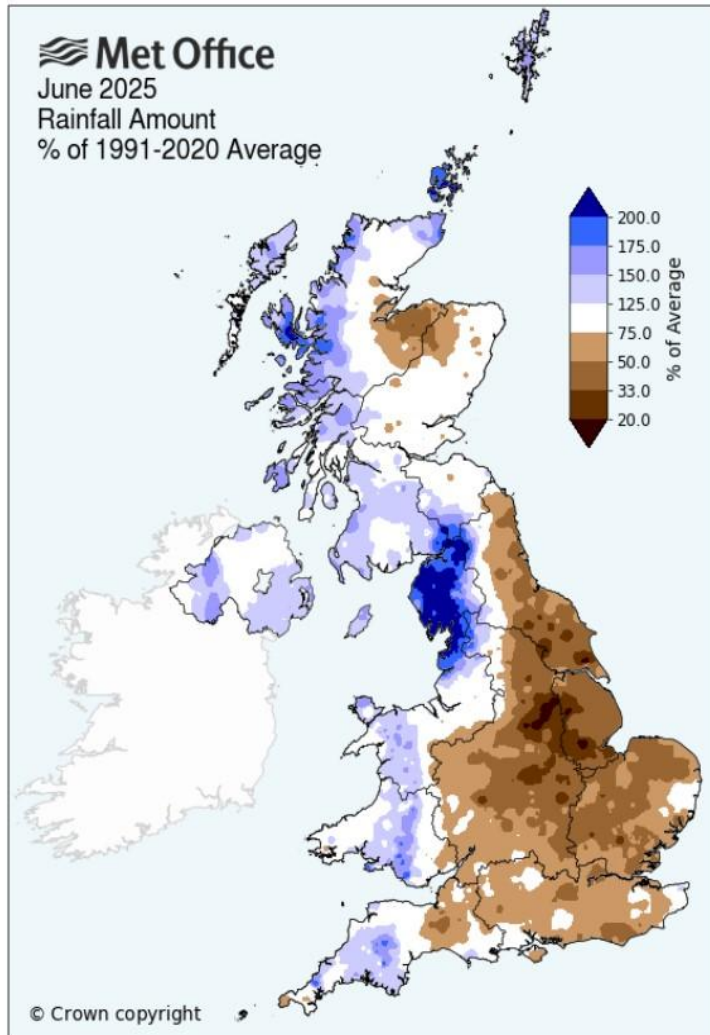 Met Office
June 2025
Rainfall Amount
% of 1991-2020 Average
200.0
175.0
150.0
125.0
75.0
50.0
33.0
20.0
% of Average
© Crown copyright